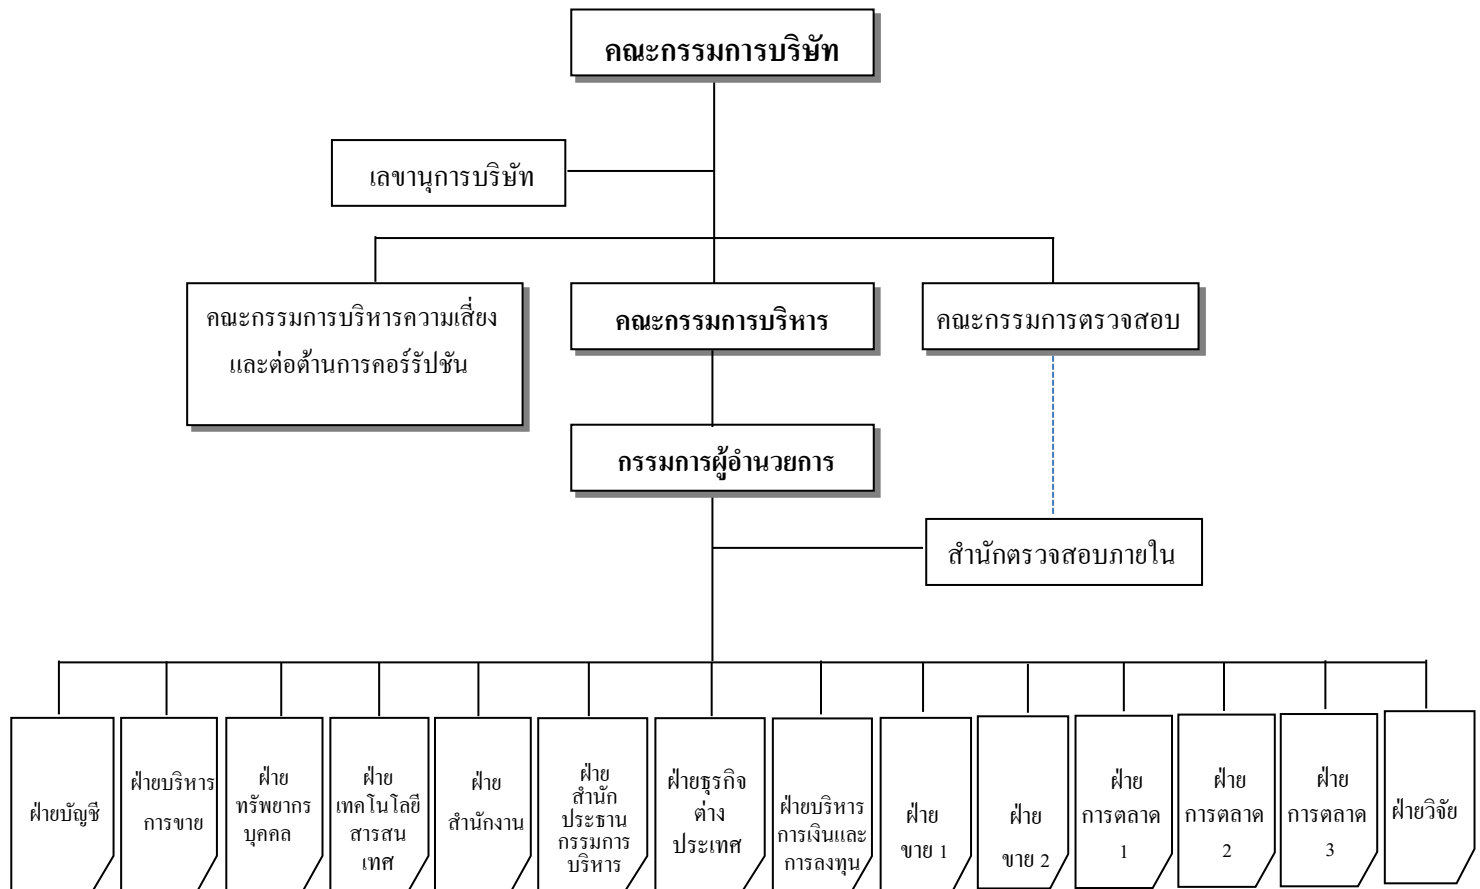 คณะกรรมการบริษัท
เลขานุการบริษัท
คณะกรรมการบริหารความเสี่ยง
และต่อต้านการคอร์รัปชัน
คณะกรรมการบริหาร
คณะกรรมการตรวจสอบ
กรรมการผู้อำนวยการ
สำนักตรวจสอบภายใน
ฝ่ายบัญชี
ฝ่ายบริหาร
การขาย
ฝ่าย
ทรัพยากร
บุคคล
ฝ่าย
เทคโนโลยี
สารสน
เทศ
ฝ่าย
สำนักงาน
ฝ่าย
สำนัก
ประธาน
กรรมการ
บริหาร
ฝ่ายธุรกิจ
ต่าง
ประเทศ
ฝ่ายบริหาร
การเงินและ
การลงทุน
ฝ่าย
ขาย 1
ฝ่าย
ขาย 2
ฝ่าย
การตลาด
1
ฝ่าย
การตลาด
2
ฝ่าย
การตลาด
3
ฝ่ายวิจัย